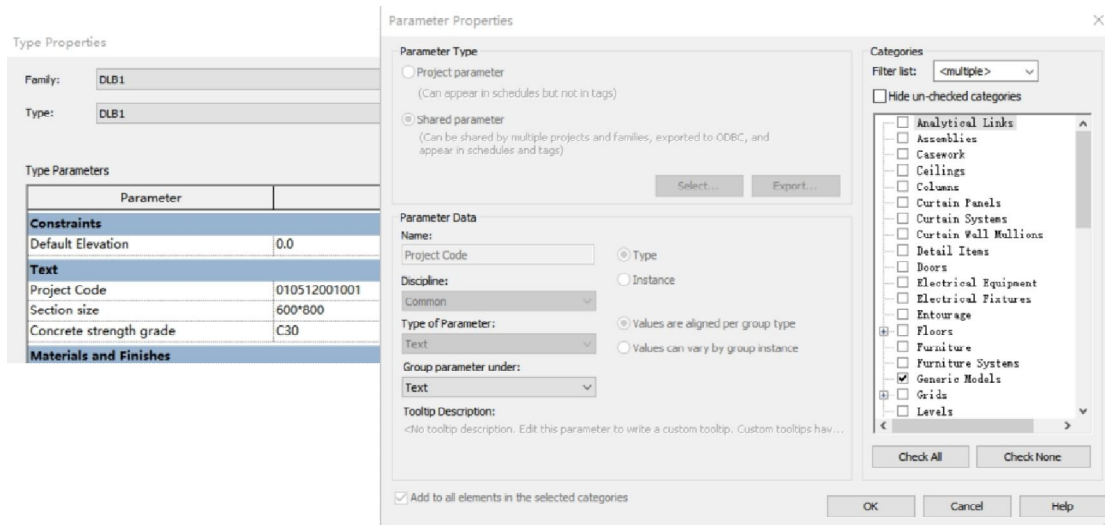 Type Properties
Family:
DLB1
Type:
DLB1
Type Parameters
Parameter
Constraints
Default Elevation
0.0
Text
Project Code
010512001001
Section size
600*800
Concrete strength grade
C30
Materials and Finishes
Parameter Properties
Parameter Type
Project parameter
(Can appear in schedules but not in tags)
Shared parameter
(Can be shared by multiple projects and families, exported to ODBC, and
appear in schedules and tags)
Select...
Export...
Parameter Data
Name:
Project Code
Type
Discipline:
Instance
Common
Type of Parameter:
Values are aligned per group type
Text
Values can vary by group instance
Group parameter under:
Text
Tooltip Description:
<No tooltip description. Edit this parameter to write a custom tooltip. Custom tooltips hav...
Add to all elements in the selected categories
Categories
Filter list:
<multiple>
Hide un-checked categories
Analytical Links
Assemblies
Casework
Ceilings
Columns
Curtain Panels
Curtain Systems
Curtain Wall Mullions
Detail Items
Doors
Electrical Equipment
Electrical Fixtures
Entourage
Floors
Furniture
Furniture Systems
Generic Models
Grids
Levels
Check All
Check None
OK
Cancel
Help